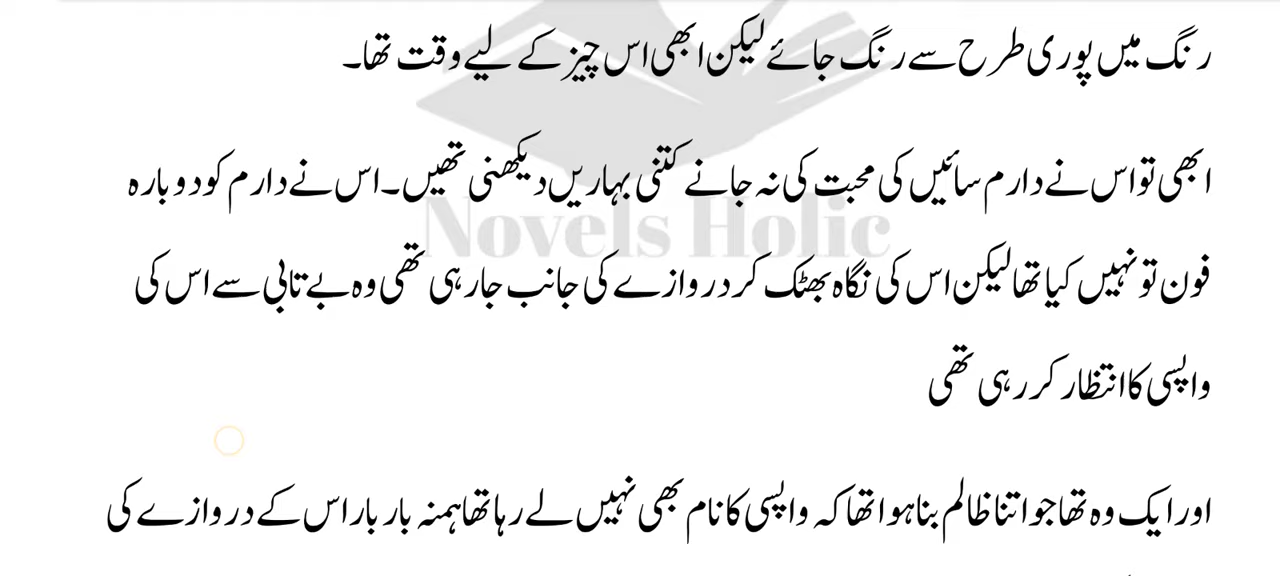 رنگ میں پوری طرح سے رنگ جائے لیکن ابھی اس چیز کے لیے وقت تھا۔
ابھی تو اس نے دارم سائیں کی محبت کی نہ جانے کتنی بہاریں دیکھنی تھیں۔ اس نے دارم کو دوبارہ
Novels Holic
فون تو نہیں کیا تھا لیکن اس کی نگاہ بھٹک کر دروازے کی جانب جا رہی تھی وہ بے تابی سے اس کی
واپسی کا انتظار کر رہی تھی
اور ایک وہ تھا جو اتنا ظالم بنا ہوا تھا کہ واپسی کا نام بھی نہیں لے رہا تھا ہمنہ بار بار اس کے دروازے کی